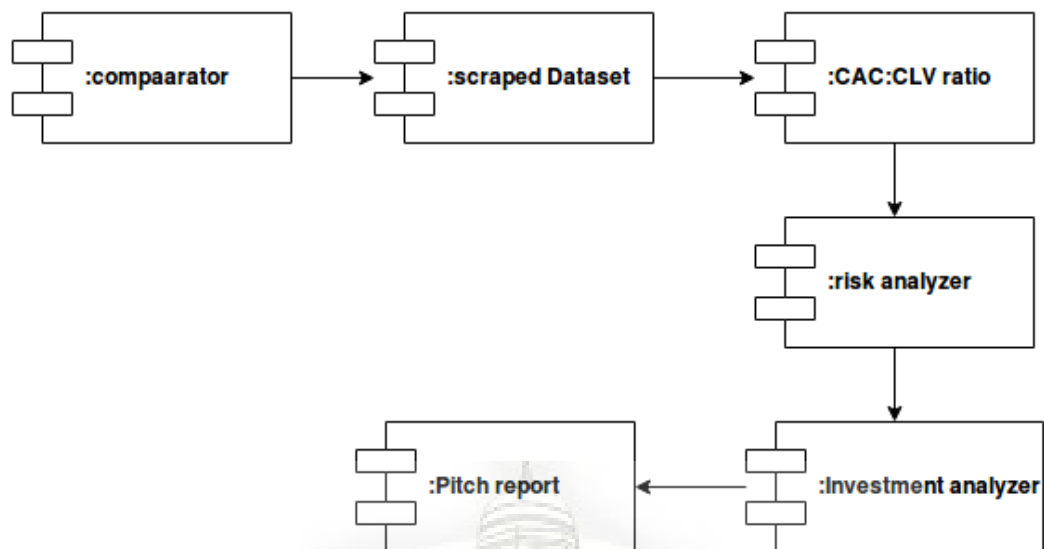 :compaarator
:scraped Dataset
:CAC:CLV ratio
:risk analyzer
:Pitch report
:Investment analyzer